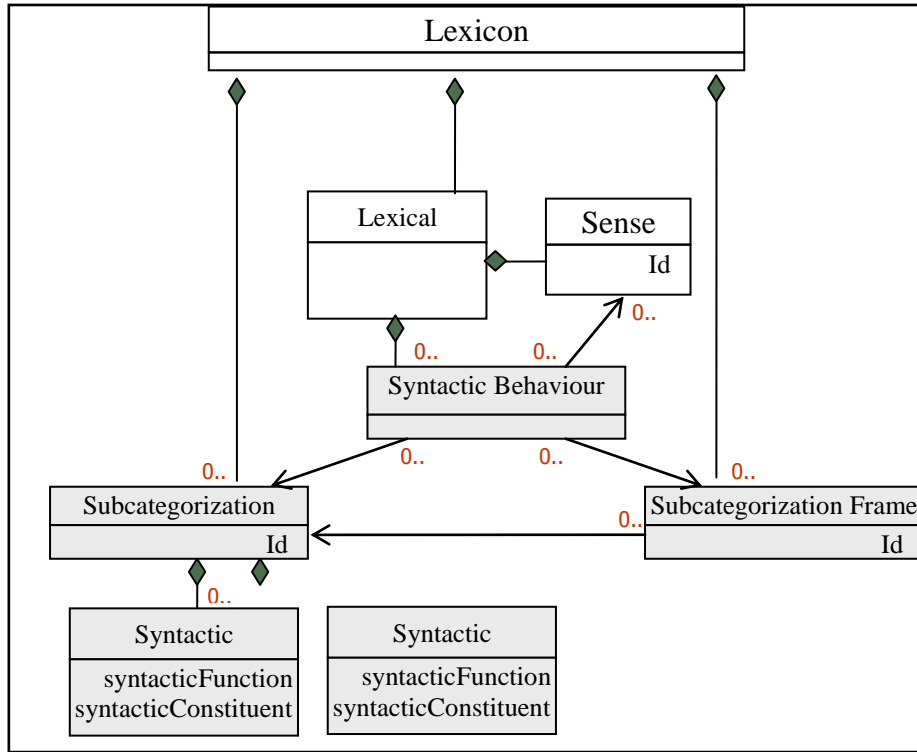 Lexicon
Lexical
Sense
Id
0..
0.. 0..
Syntactic Behaviour
0.. 0..
0.. 0..
Subcategorization
Id
Subcategorization Frame
Id
0..
0..
Syntactic
syntacticFunction
syntacticConstituent
Syntactic
syntacticFunction
syntacticConstituent